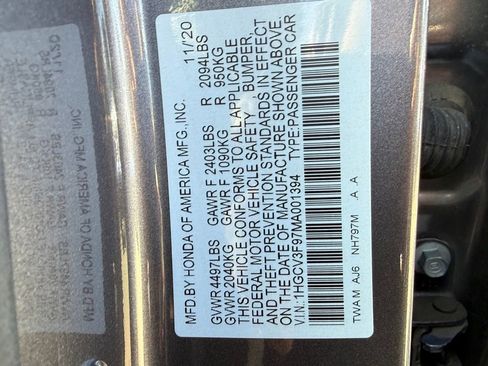 MFD BY HONDA OF AMERICA MFG., INC. 11/20
GVWR 4497LBS GAWR F 2403LBS R 2094LBS
GVWR 2040KG GAWR F 1090KG R 950KG
THIS VEHICLE CONFORMS TO ALL APPLICABLE
FEDERAL MOTOR VEHICLE SAFETY, BUMPER,
AND THEFT PREVENTION STANDARDS IN EFFECT
ON THE DATE OF MANUFACTURE SHOWN ABOVE.
V.I.N.: 1HGCV3F97MA001394 TYPE: PASSENGER CAR
TWA M AJ6 NH797M A A